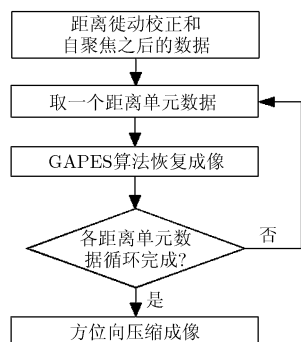 距离徙动校正和
自聚焦之后的数据
取一个距离单元数据
GAPES算法恢复成像
各距离单元数
据循环完成?
否
是
方位向压缩成像